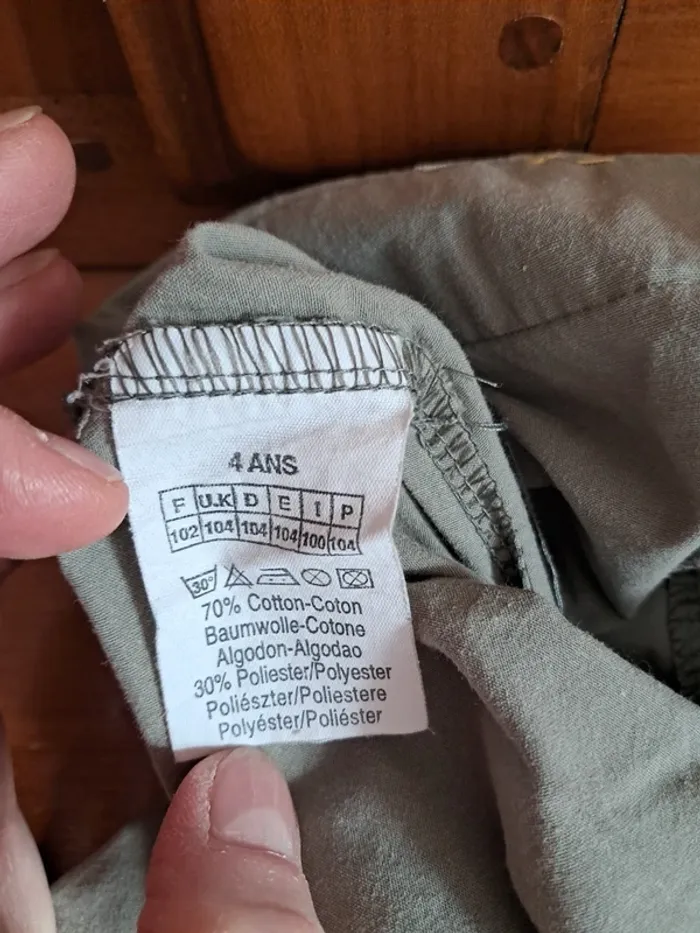 4 ANS
F U.K D E I P
102 104 104 104 100 104
30°
70% Cotton-Coton
Baumwolle-Cotone
Algodon-Algodao
30% Poliester/Polyester
Poliészter/Poliestere
Polyéster/Poliéster